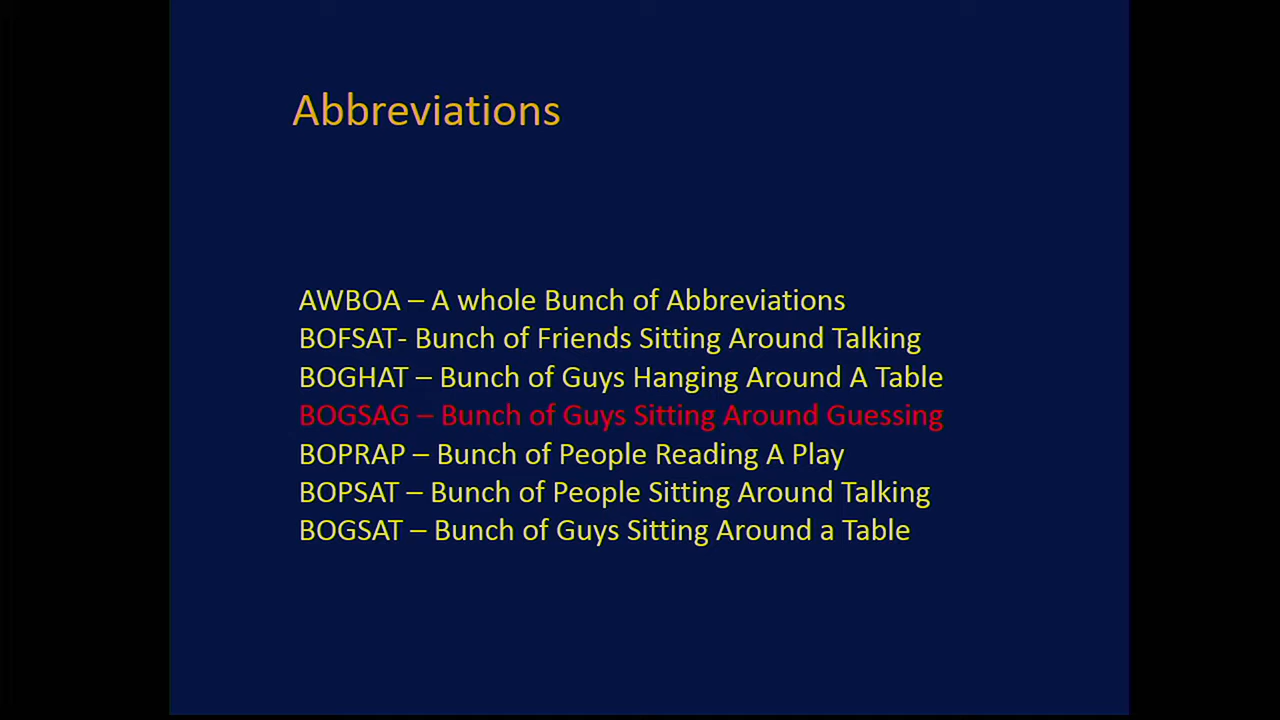 Abbreviations
AWBOA – A whole Bunch of Abbreviations
BOFSAT- Bunch of Friends Sitting Around Talking
BOGHAT – Bunch of Guys Hanging Around A Table
BOGSAG – Bunch of Guys Sitting Around Guessing
BOPRAP – Bunch of People Reading A Play
BOPSAT – Bunch of People Sitting Around Talking
BOGSAT – Bunch of Guys Sitting Around a Table